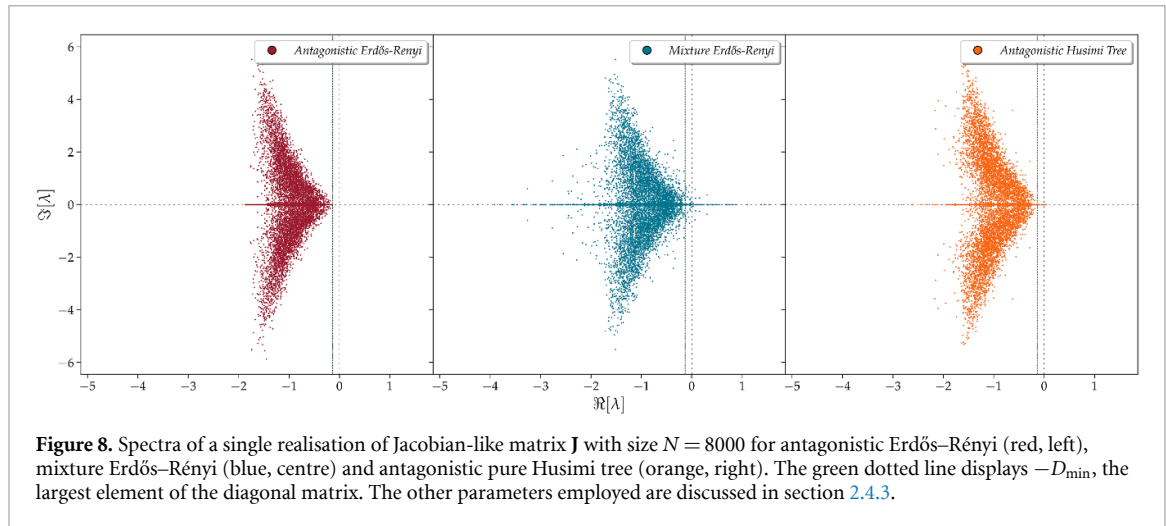 Antagonistic Erdős-Renyi
Mixture Erdős-Renyi
Antagonistic Husimi Tree
6
4
2
0
−2
−4
−6
ℑ[λ]
−5 −4 −3 −2 −1 0 1
−5 −4 −3 −2 −1 0 1
−5 −4 −3 −2 −1 0 1
ℜ[λ]
Figure 8. Spectra of a single realisation of Jacobian-like matrix J with size N = 8000 for antagonistic Erdős–Rényi (red, left),
mixture Erdős–Rényi (blue, centre) and antagonistic pure Husimi tree (orange, right). The green dotted line displays −Dmin, the
largest element of the diagonal matrix. The other parameters employed are discussed in section 2.4.3.